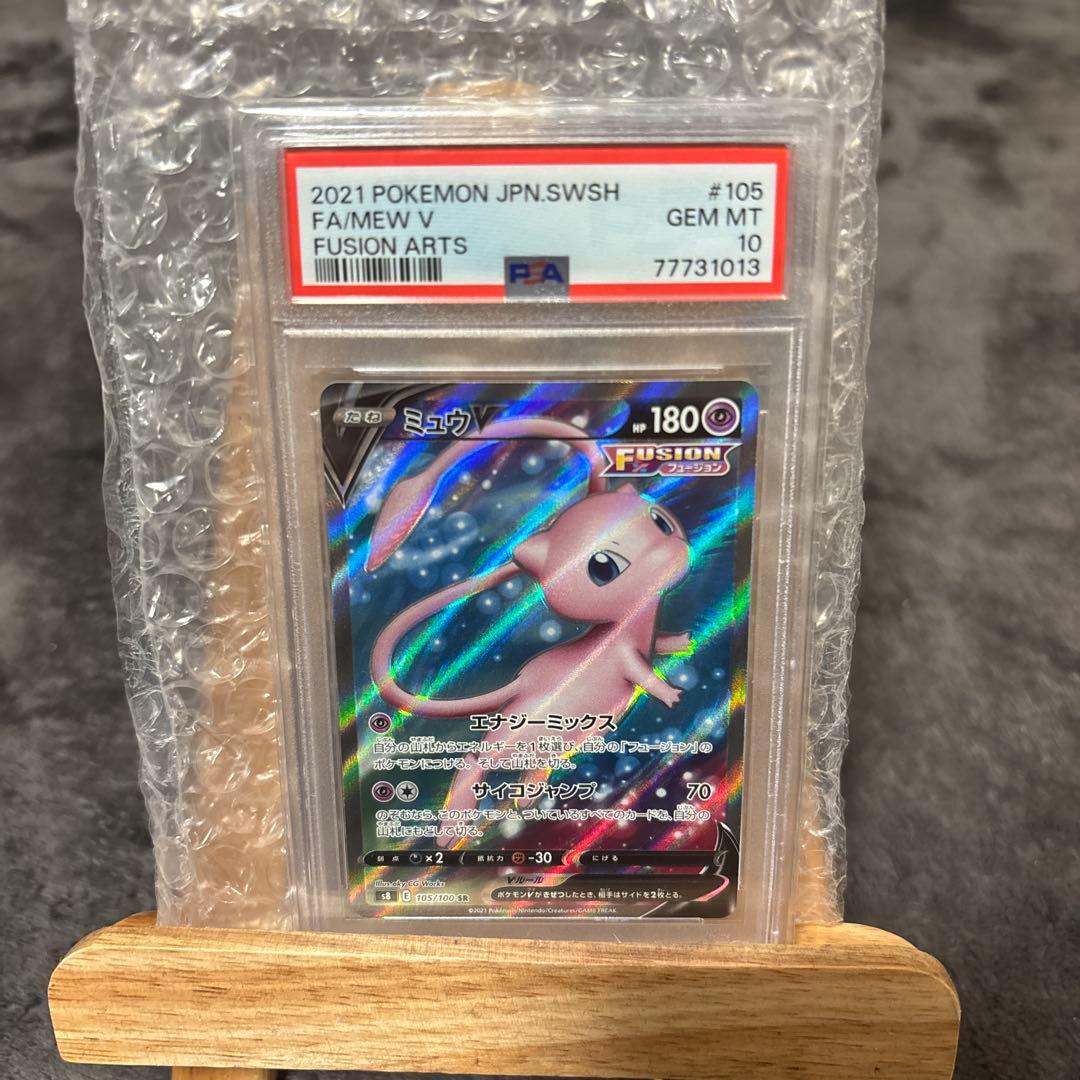 2021 POKEMON JPN.SWSH #105
FA/MEW V GEM MT
FUSION ARTS 10
PSA 77731013
たね ミュウV HP 180
FUSION
フュージョン
エナジーミックス
自分の山札からエネルギーを1枚選び、自分の「フュージョン」の
ポケモンにつける。そして山札を切る。
サイコジャンプ 70
のぞむなら、このポケモンと、ついているすべてのカードを、自分の
山札にもどして切る。
弱点 ×2 抵抗力 -30 にげる
Illus. aky CG Works Vルール
s8 E 105/100 SR ポケモンVがきぜつしたとき、相手はサイドを2枚とる。
©2021 Pokémon/Nintendo/Creatures/GAME FREAK